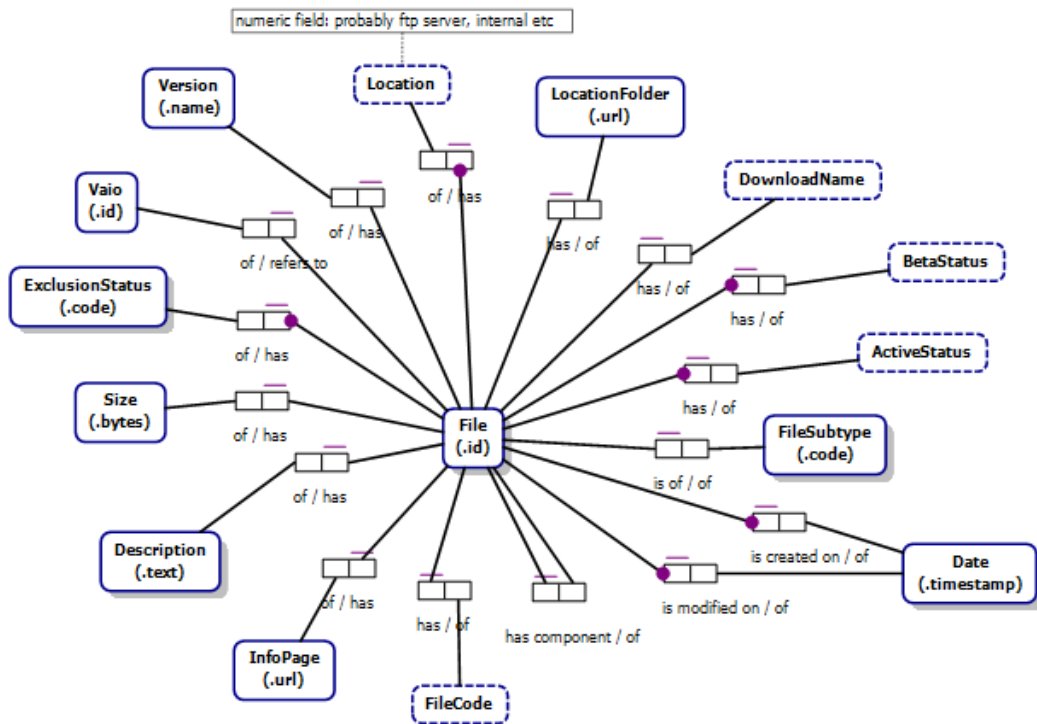 numeric field: probably ftp server, internal etc
Version
(.name)
Location
LocationFolder
(.url)
of / has
of / has
has / of
DownloadName
Vaio
(.id)
of / refers to
has / of
BetaStatus
has / of
ExclusionStatus
(.code)
of / has
ActiveStatus
has / of
Size
(.bytes)
of / has
File
(.id)
FileSubtype
(.code)
is of / of
of / has
Description
(.text)
is created on / of
Date
(.timestamp)
of / has
has / of
has component / of
is modified on / of
InfoPage
(.url)
FileCode